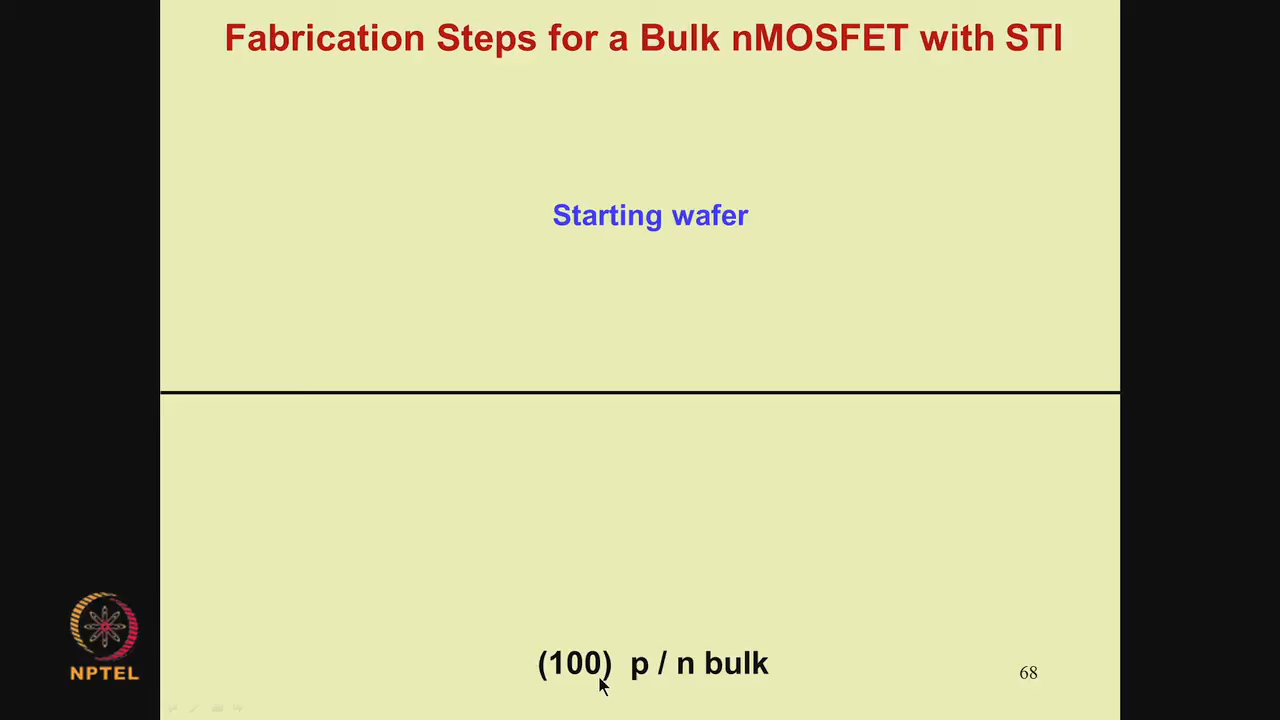 Fabrication Steps for a Bulk nMOSFET with STI
Starting wafer
(100) p / n bulk
68
NPTEL